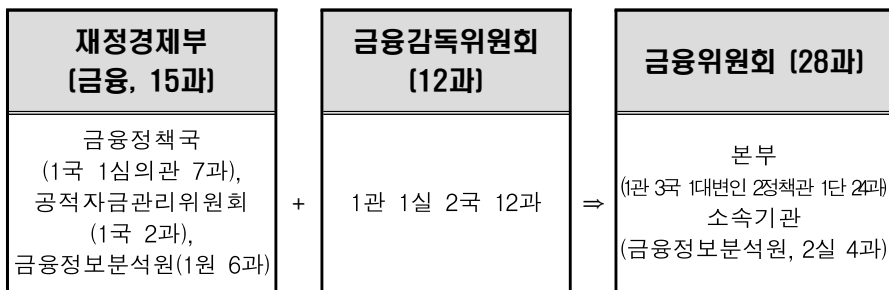 재정경제부
(금융, 15과)
금융정책국
(1국 1심의관 7과),
공적자금관리위원회
(1국 2과),
금융정보분석원(1원 6과)
+
금융감독위원회
(12과)
1관 1실 2국 12과
⇒
금융위원회 (28과)
본부
(1관 3국 1대변인 2정책관 1단 24과)
소속기관
(금융정보분석원, 2실 4과)